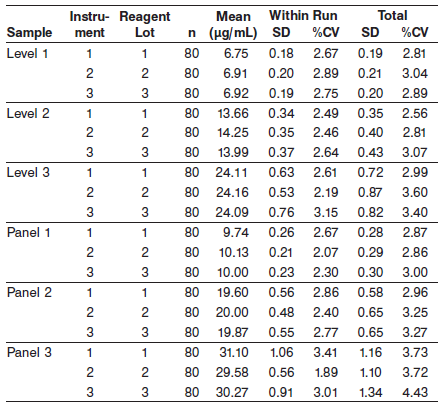 Instru- Reagent Mean Within Run Total
Sample ment Lot n (µg/mL) SD %CV SD %CV
Level 1 1 1 80 6.75 0.18 2.67 0.19 2.81
2 2 80 6.91 0.20 2.89 0.21 3.04
3 3 80 6.92 0.19 2.75 0.20 2.89
Level 2 1 1 80 13.66 0.34 2.49 0.35 2.56
2 2 80 14.25 0.35 2.46 0.40 2.81
3 3 80 13.99 0.37 2.64 0.43 3.07
Level 3 1 1 80 24.11 0.63 2.61 0.72 2.99
2 2 80 24.16 0.53 2.19 0.87 3.60
3 3 80 24.09 0.76 3.15 0.82 3.40
Panel 1 1 1 80 9.74 0.26 2.67 0.28 2.87
2 2 80 10.13 0.21 2.07 0.29 2.86
3 3 80 10.00 0.23 2.30 0.30 3.00
Panel 2 1 1 80 19.60 0.56 2.86 0.58 2.96
2 2 80 20.00 0.48 2.40 0.65 3.25
3 3 80 19.87 0.55 2.77 0.65 3.27
Panel 3 1 1 80 31.10 1.06 3.41 1.16 3.73
2 2 80 29.58 0.56 1.89 1.10 3.72
3 3 80 30.27 0.91 3.01 1.34 4.43